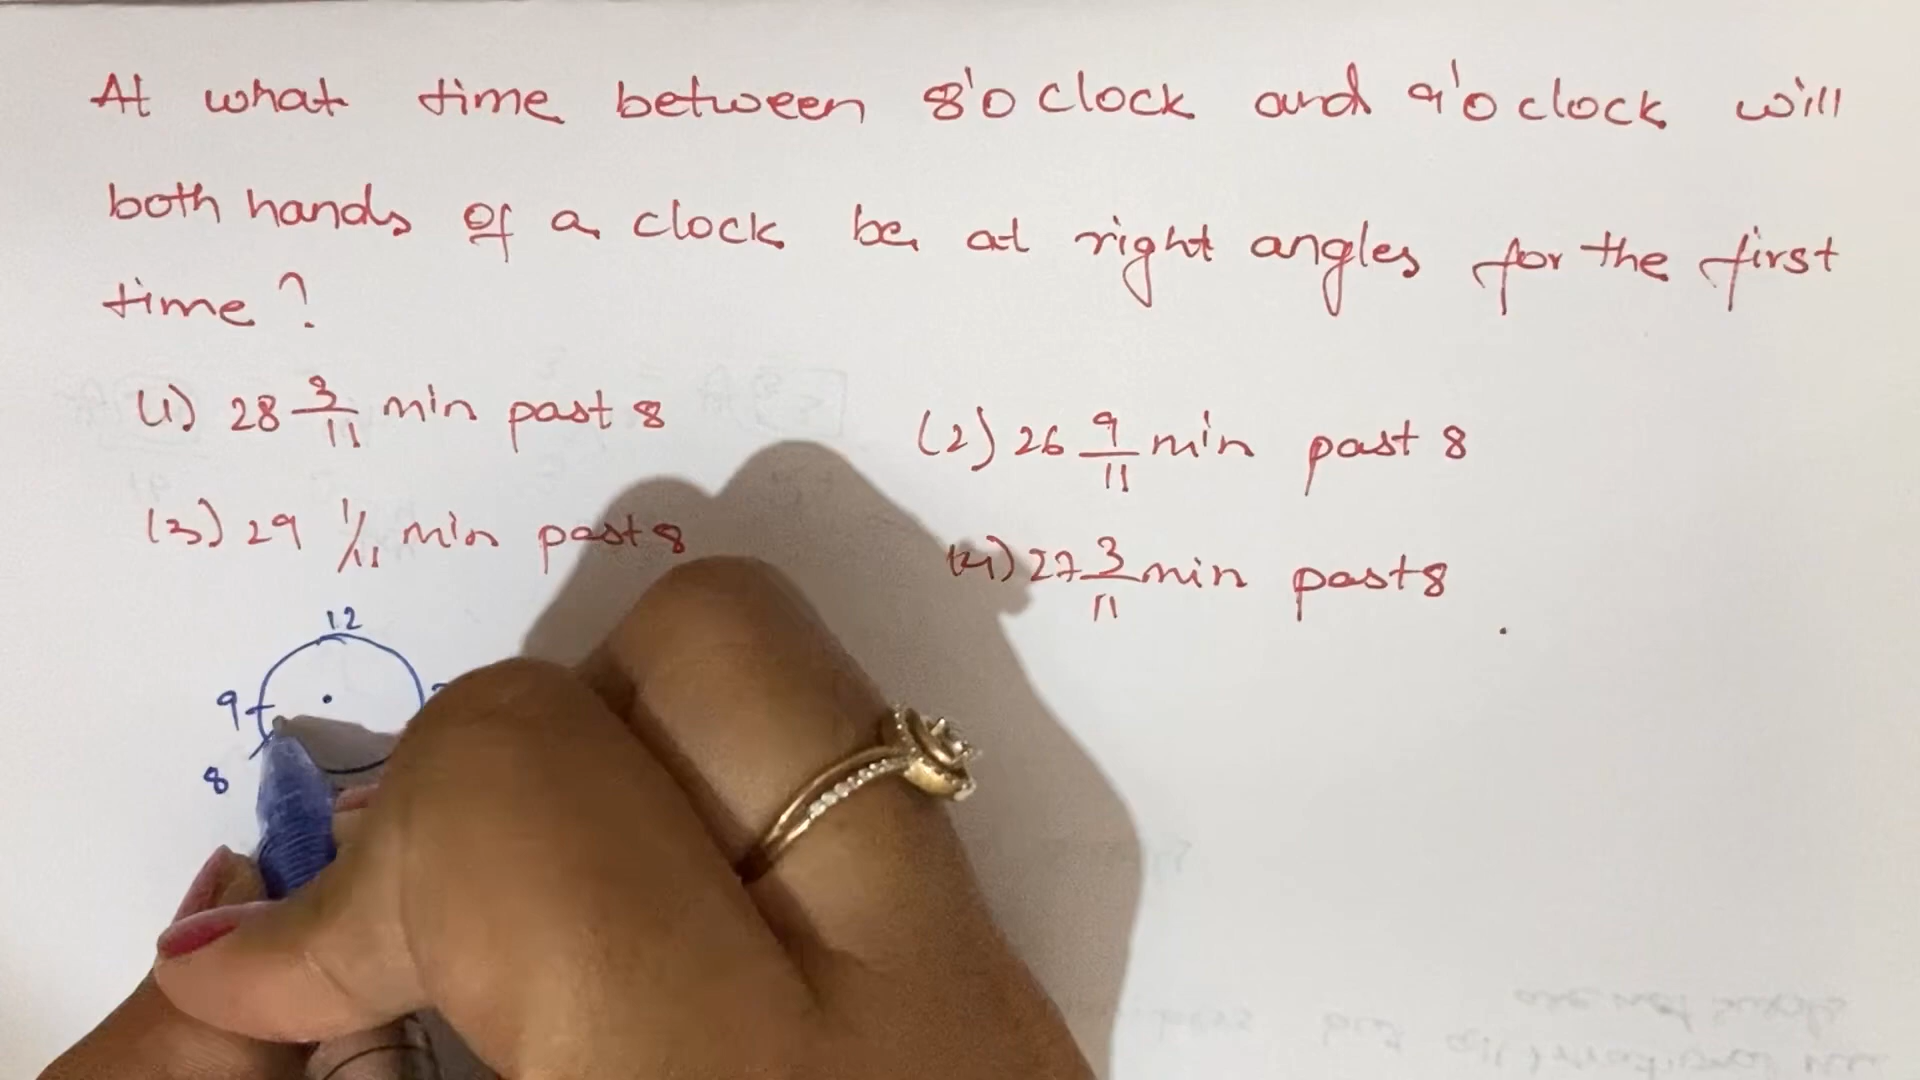 At what time between 8'o clock and 9'o clock will
both hands of a clock be at right angles for the first
time?
(1) 28 3/11 min past 8
(2) 26 9/11 min past 8
(3) 29 1/11 min past 8
(4) 27 3/11 min past 8
12
9
8